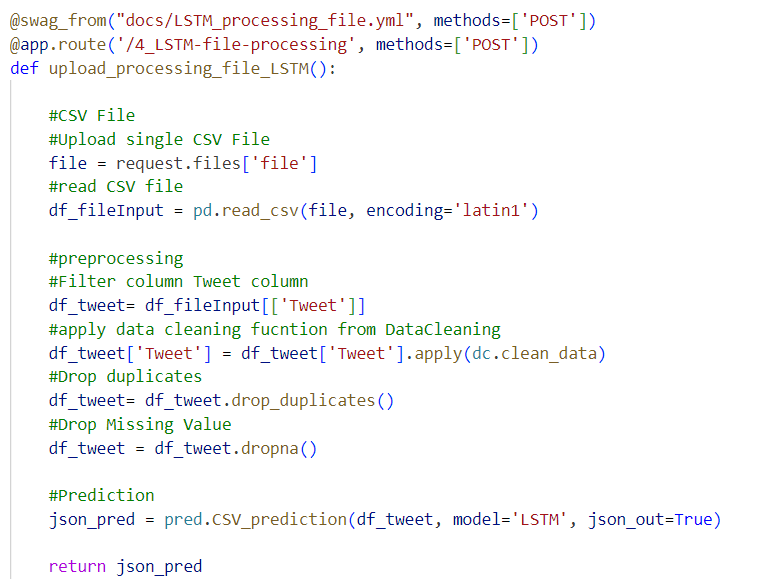 @swag_from("docs/LSTM_processing_file.yml", methods=['POST'])
@app.route('/4_LSTM-file-processing', methods=['POST'])
def upload_processing_file_LSTM():
#CSV File
#Upload single CSV File
file = request.files['file']
#read CSV file
df_fileInput = pd.read_csv(file, encoding='latin1')
#preprocessing
#Filter column Tweet column
df_tweet= df_fileInput[['Tweet']]
#apply data cleaning fucntion from DataCleaning
df_tweet['Tweet'] = df_tweet['Tweet'].apply(dc.clean_data)
#Drop duplicates
df_tweet= df_tweet.drop_duplicates()
#Drop Missing Value
df_tweet = df_tweet.dropna()
#Prediction
json_pred = pred.CSV_prediction(df_tweet, model='LSTM', json_out=True)
return json_pred